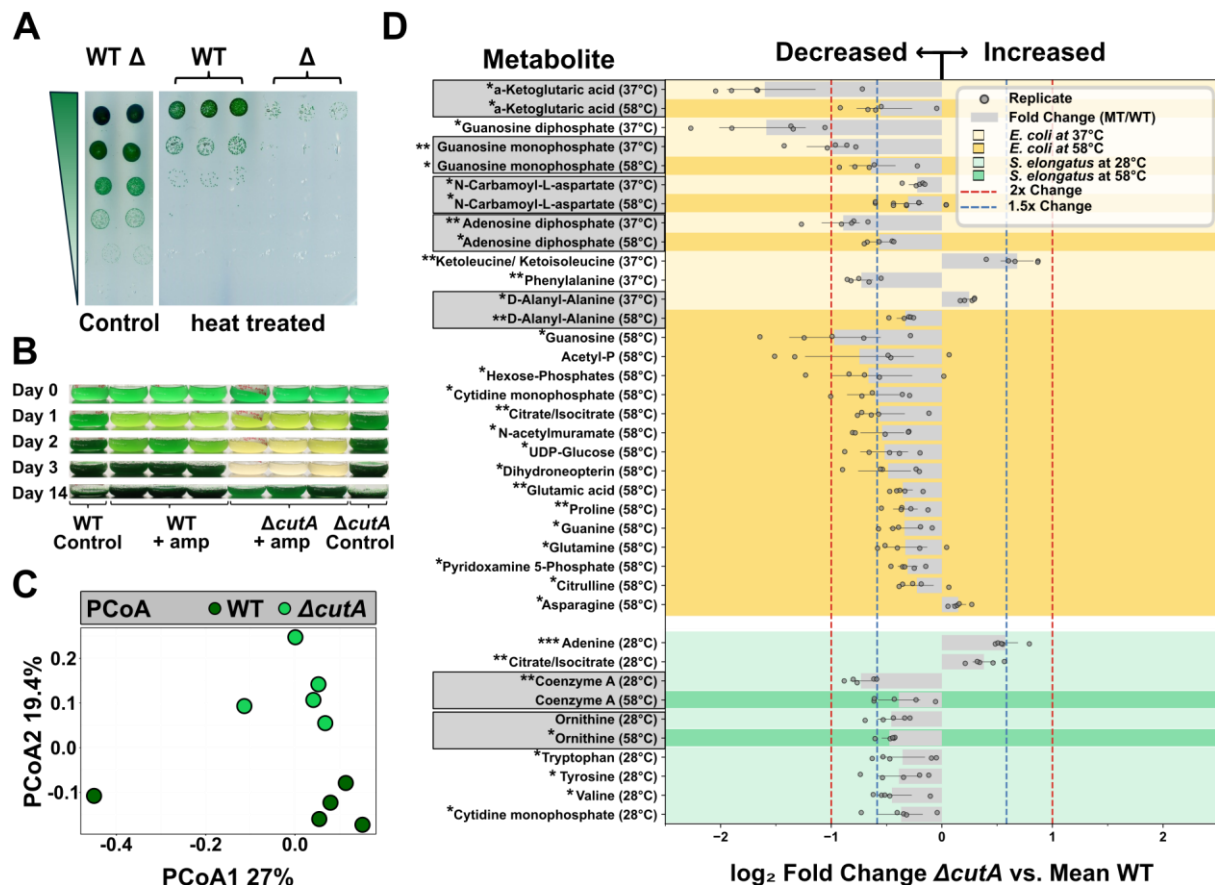 A
WT Δ
WT
Δ
Control
heat treated
B
Day 0
Day 1
Day 2
Day 3
Day 14
WT
Control
WT
+ amp
ΔcutA
+ amp
ΔcutA
Control
C
PCoA
WT
ΔcutA
0.2
0.1
0.0
-0.1
PCoA2 19.4%
-0.4
-0.2
0.0
PCoA1 27%
D
Metabolite
Decreased
Increased
*a-Ketoglutaric acid (37°C)
*a-Ketoglutaric acid (58°C)
*Guanosine diphosphate (37°C)
** Guanosine monophosphate (37°C)
* Guanosine monophosphate (58°C)
*N-Carbamoyl-L-aspartate (37°C)
*N-Carbamoyl-L-aspartate (58°C)
**Adenosine diphosphate (37°C)
*Adenosine diphosphate (58°C)
**Ketoleucine/ Ketoisoleucine (37°C)
**Phenylalanine (37°C)
*D-Alanyl-Alanine (37°C)
**D-Alanyl-Alanine (58°C)
*Guanosine (58°C)
Acetyl-P (58°C)
*Hexose-Phosphates (58°C)
*Cytidine monophosphate (58°C)
**Citrate/Isocitrate (58°C)
*N-acetylmuramate (58°C)
*UDP-Glucose (58°C)
*Dihydroneopterin (58°C)
**Glutamic acid (58°C)
**Proline (58°C)
*Guanine (58°C)
*Glutamine (58°C)
*Pyridoxamine 5-Phosphate (58°C)
*Citrulline (58°C)
*Asparagine (58°C)
*** Adenine (28°C)
**Citrate/Isocitrate (28°C)
**Coenzyme A (28°C)
Coenzyme A (58°C)
Ornithine (28°C)
*Ornithine (58°C)
*Tryptophan (28°C)
* Tyrosine (28°C)
* Valine (28°C)
*Cytidine monophosphate (28°C)
Replicate
Fold Change (MT/WT)
E. coli at 37°C
E. coli at 58°C
S. elongatus at 28°C
S. elongatus at 58°C
2x Change
1.5x Change
−2
−1
0
1
2
log₂ Fold Change ΔcutA vs. Mean WT